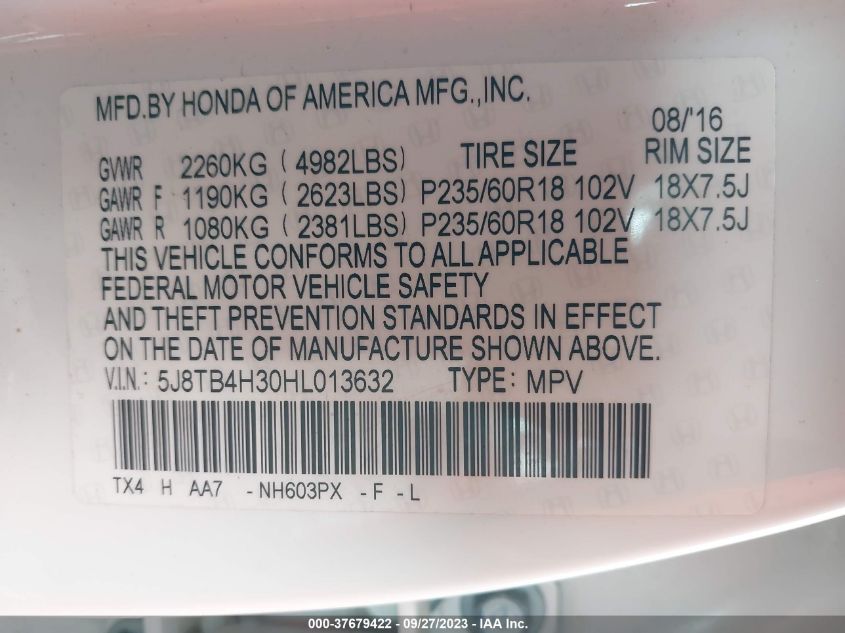 MFD.BY HONDA OF AMERICA MFG.,INC.
08/'16
GVWR 2260KG ( 4982LBS) TIRE SIZE RIM SIZE
GAWR F 1190KG ( 2623LBS) P235/60R18 102V 18X7.5J
GAWR R 1080KG ( 2381LBS) P235/60R18 102V 18X7.5J
THIS VEHICLE CONFORMS TO ALL APPLICABLE
FEDERAL MOTOR VEHICLE SAFETY
AND THEFT PREVENTION STANDARDS IN EFFECT
ON THE DATE OF MANUFACTURE SHOWN ABOVE.
V.I.N.: 5J8TB4H30HL013632 TYPE: MPV
TX4 H AA7 -NH603PX -F -L
000-37679422 — 09/27/2023 — IAA Inc.